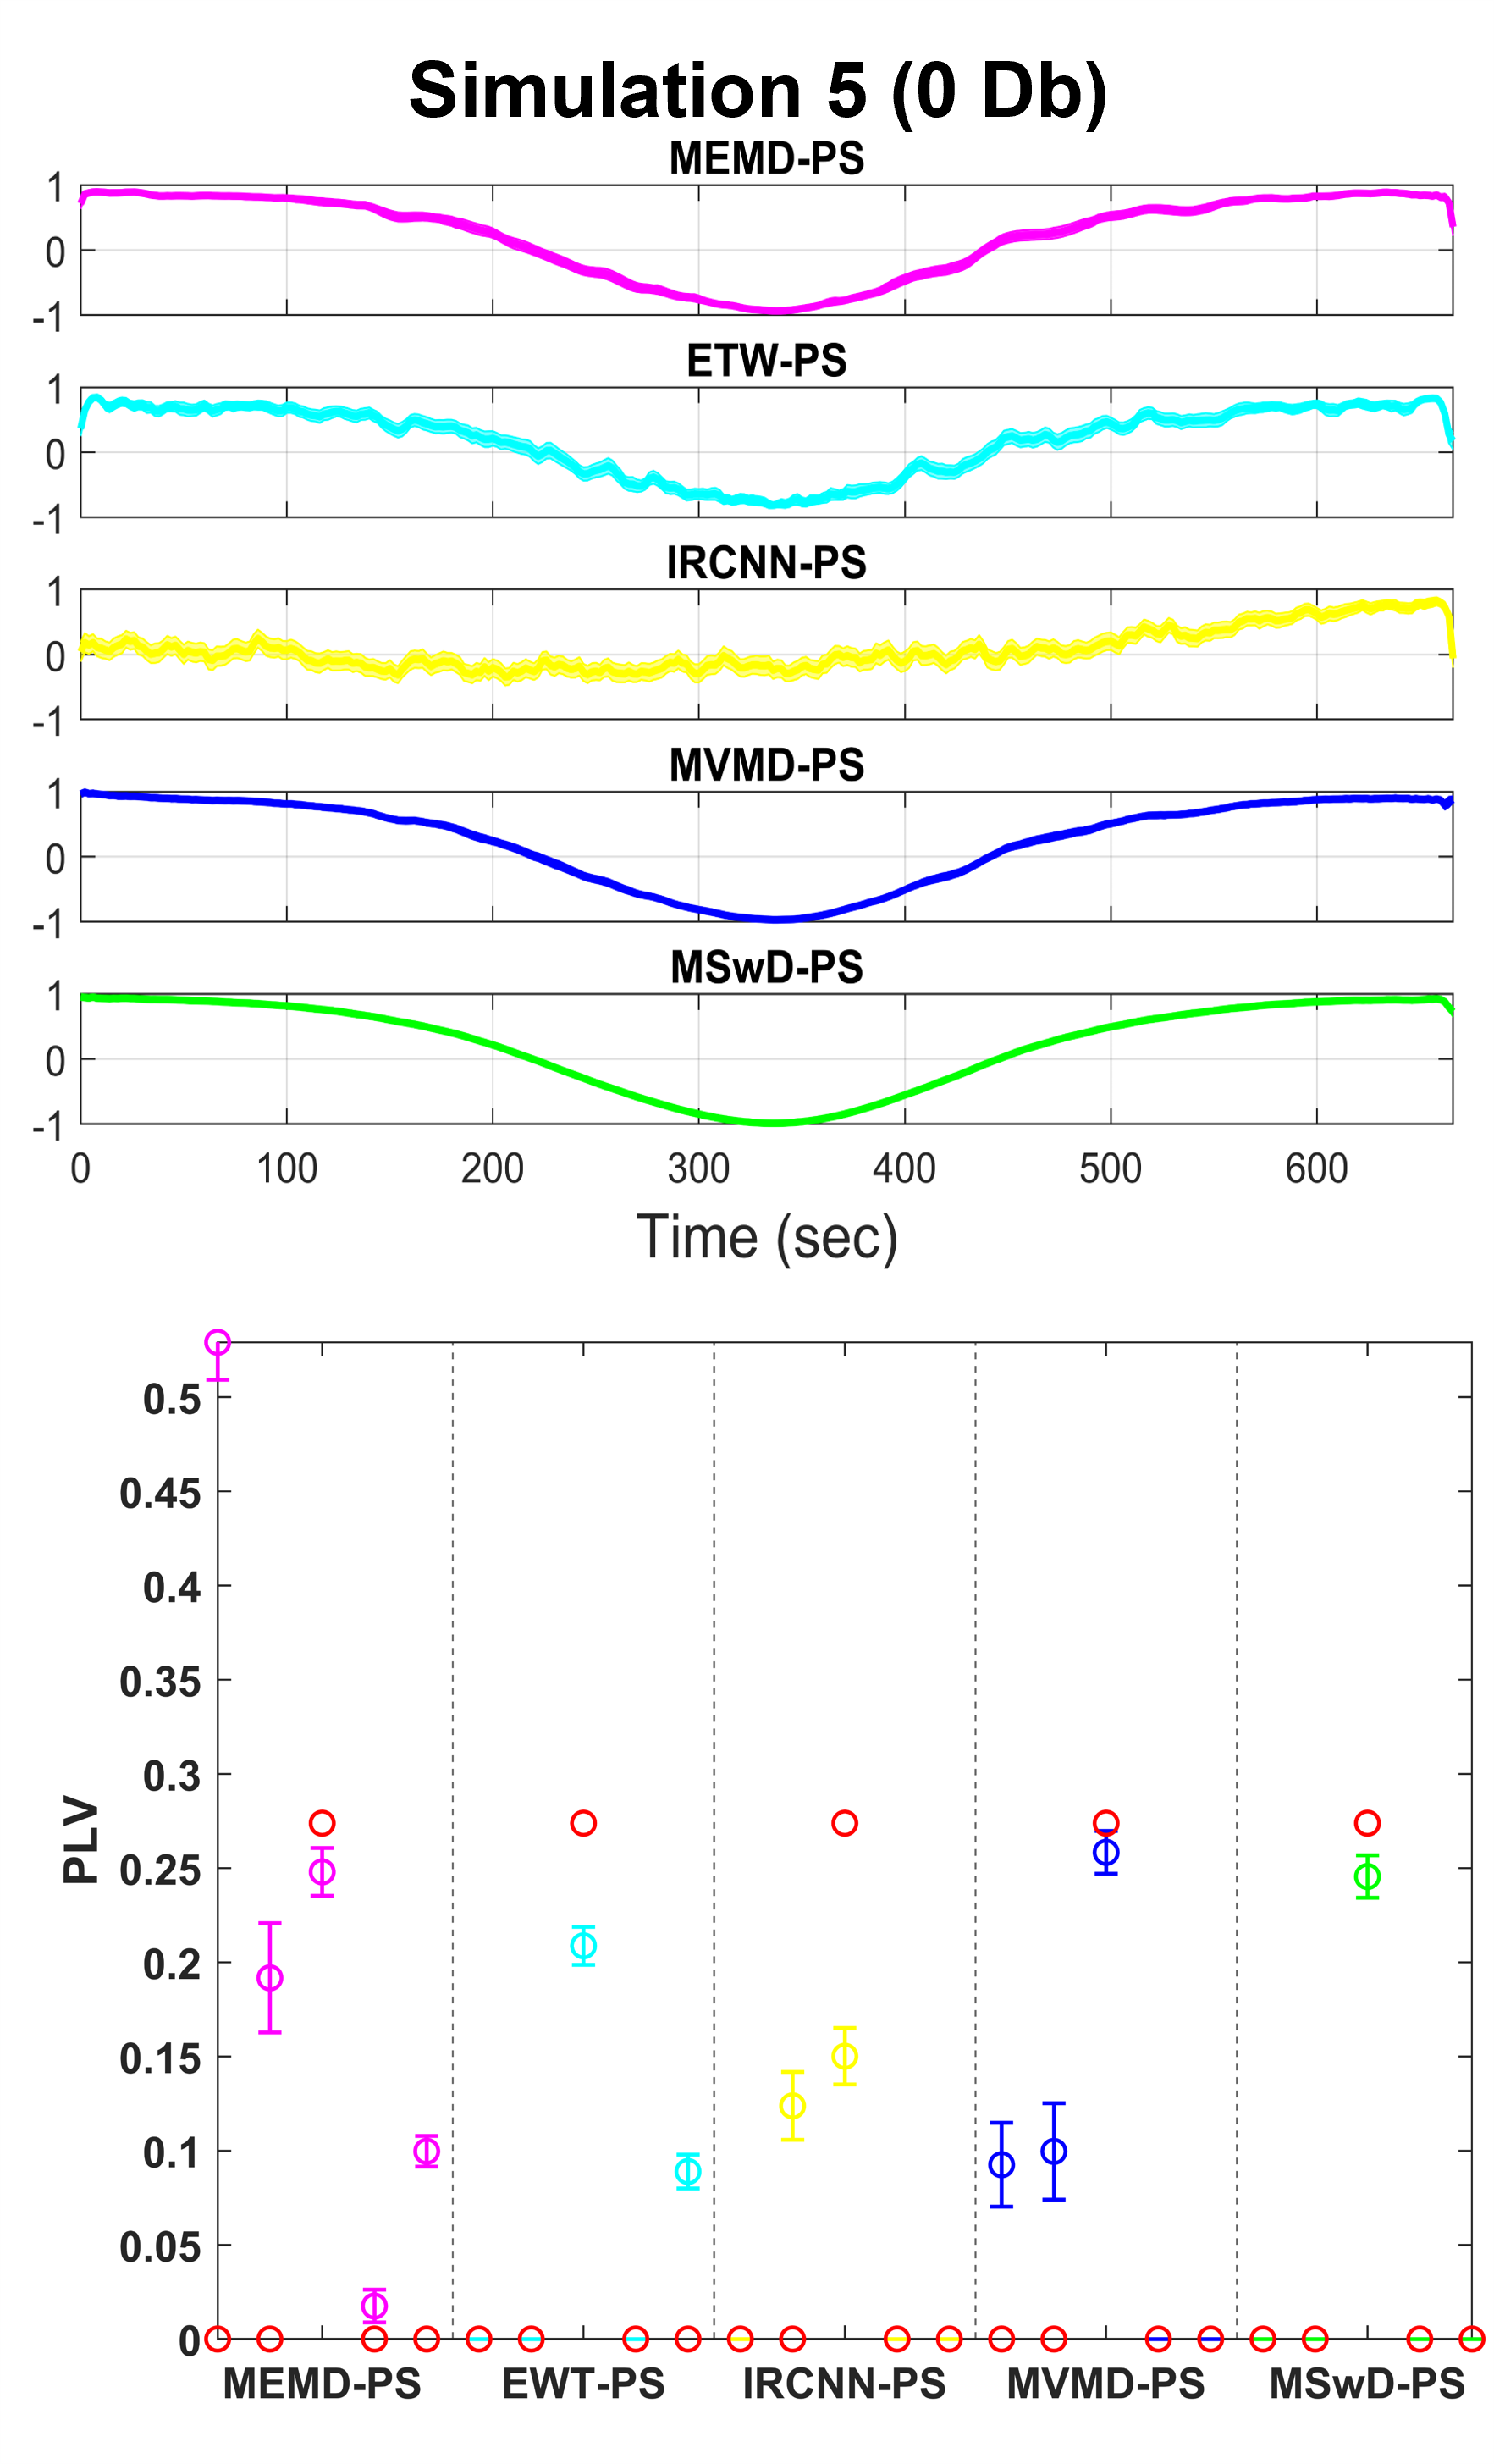 Simulation 5 (0 Db)
MEMD-PS
1
0
-1
ETW-PS
1
0
-1
IRCNN-PS
1
0
-1
MVMD-PS
1
0
-1
MSwD-PS
1
0
-1
0 100 200 300 400 500 600
Time (sec)
PLV
0.5
0.45
0.4
0.35
0.3
0.25
0.2
0.15
0.1
0.05
0
MEMD-PS EWT-PS IRCNN-PS MVMD-PS MSwD-PS